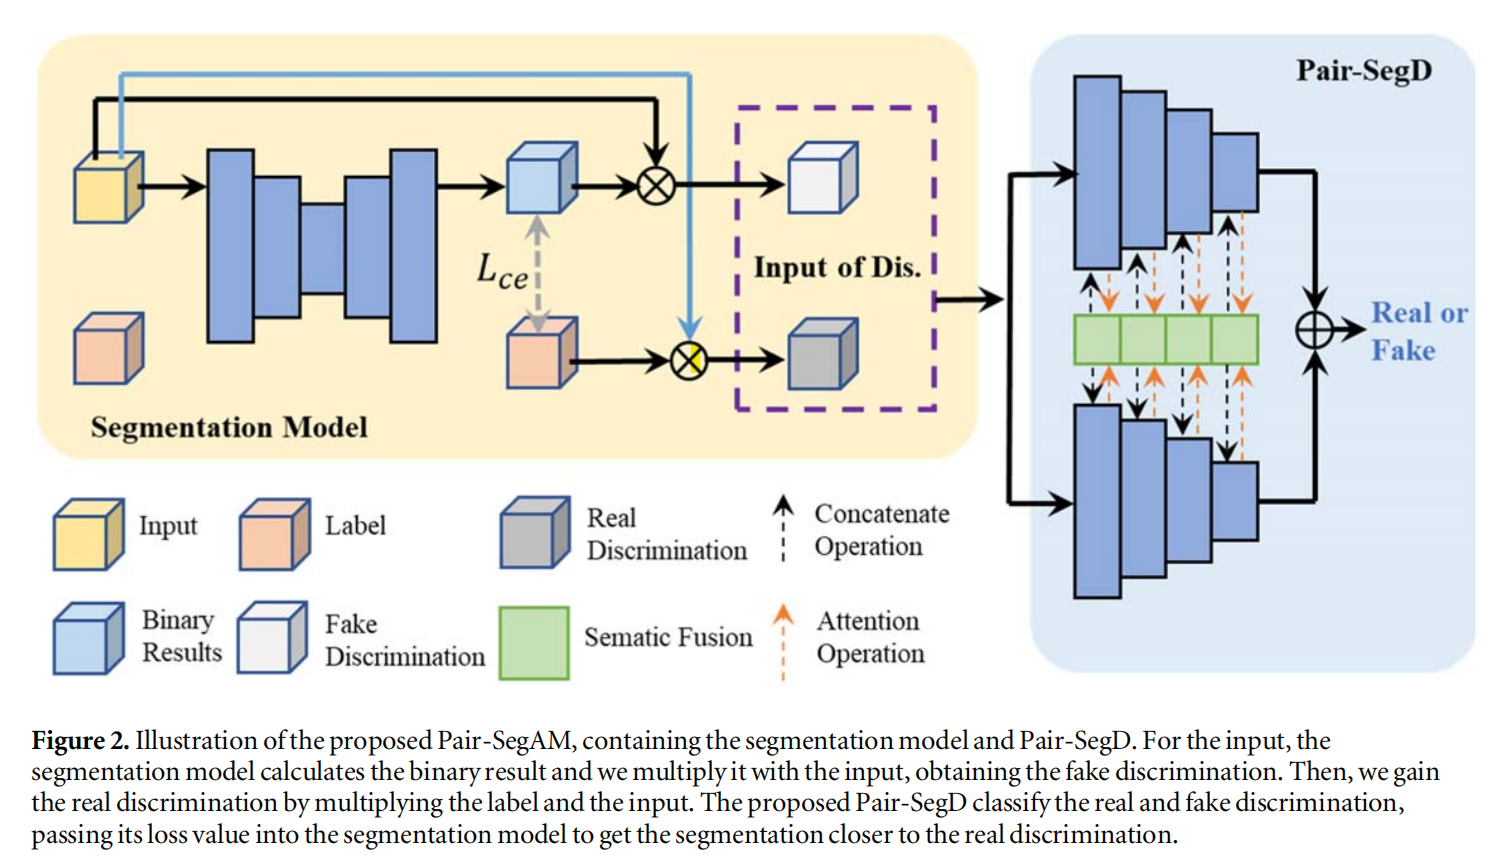 Pair-SegD
Input of Dis.
L_ce
Real or
Fake
Segmentation Model
Input
Label
Real
Discrimination
Concatenate
Operation
Binary
Results
Fake
Discrimination
Sematic Fusion
Attention
Operation
Figure 2. Illustration of the proposed Pair-SegAM, containing the segmentation model and Pair-SegD. For the input, the
segmentation model calculates the binary result and we multiply it with the input, obtaining the fake discrimination. Then, we gain
the real discrimination by multiplying the label and the input. The proposed Pair-SegD classify the real and fake discrimination,
passing its loss value into the segmentation model to get the segmentation closer to the real discrimination.